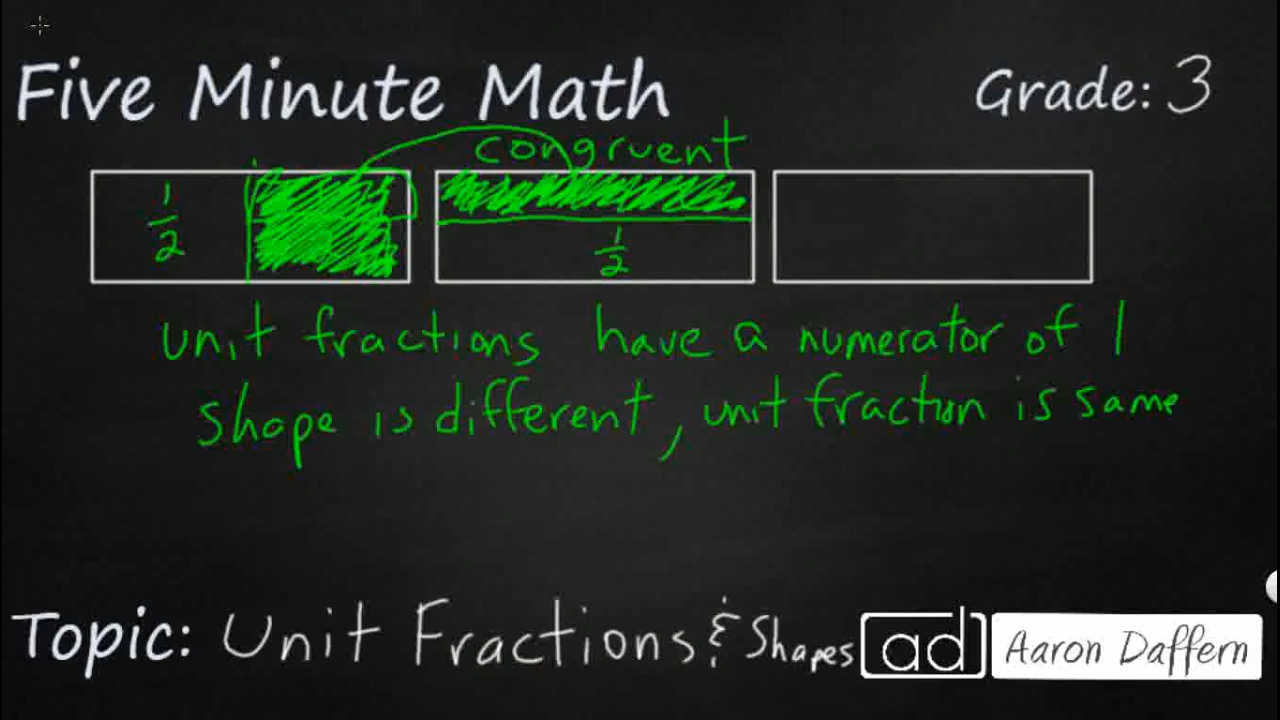 Five Minute Math Grade: 3
congruent
1/2
1/2
unit fractions have a numerator of 1
shape is different, unit fraction is same
Topic: Unit Fractions & Shapes ad Aaron Daffern